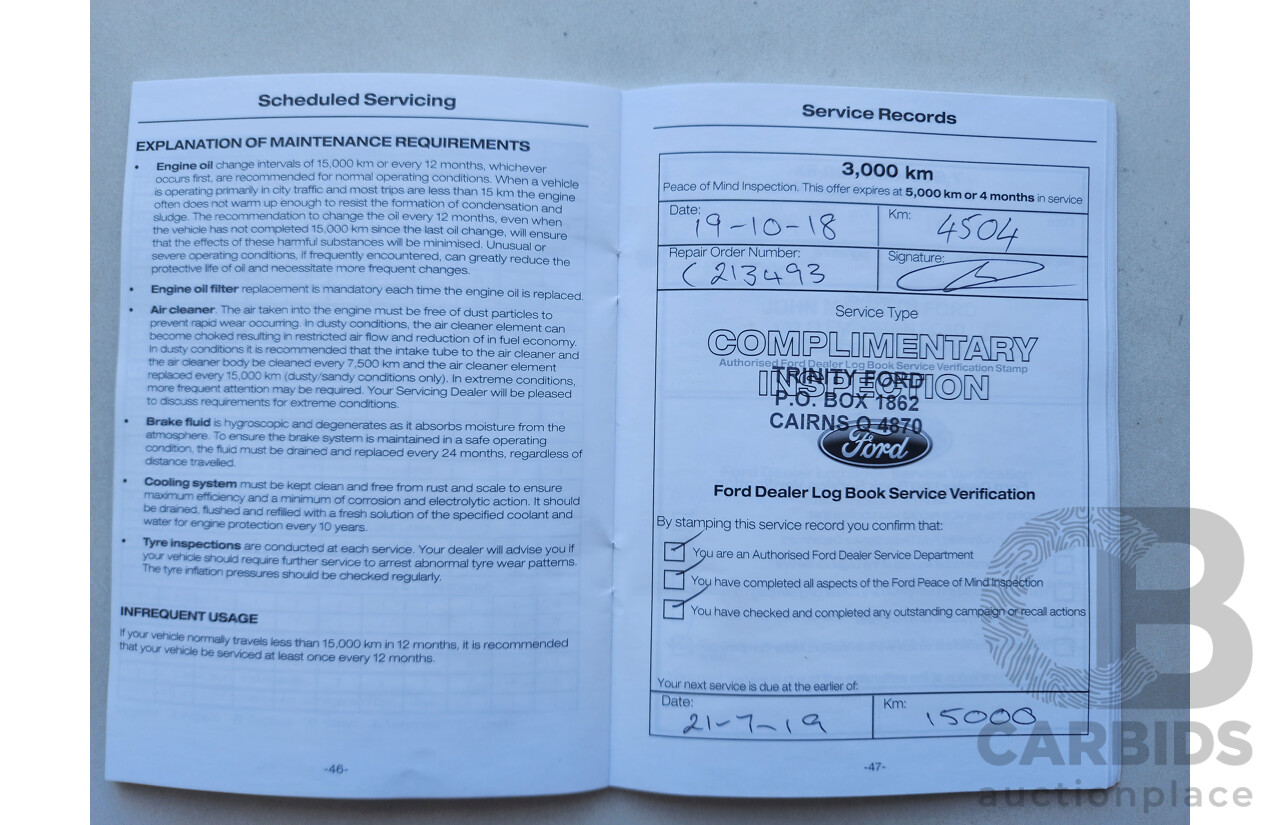 Scheduled Servicing
EXPLANATION OF MAINTENANCE REQUIREMENTS
• Engine oil change intervals of 15,000 km or every 12 months, whichever
occurs first, are recommended for normal operating conditions. When a vehicle
is operating primarily in city traffic and most trips are less than 15 km the engine
often does not warm up enough to resist the formation of condensation and
sludge. The recommendation to change the oil every 12 months, even when
the vehicle has not completed 15,000 km since the last oil change, will ensure
that the effects of these harmful substances will be minimised. Unusual or
severe operating conditions, if frequently encountered, can greatly reduce the
protective life of oil and necessitate more frequent changes.
• Engine oil filter replacement is mandatory each time the engine oil is replaced.
• Air cleaner. The air taken into the engine must be free of dust particles to
prevent rapid wear occurring. In dusty conditions, the air cleaner element can
become choked resulting in restricted air flow and reduction of in fuel economy.
In dusty conditions it is recommended that the intake tube to the air cleaner and
the air cleaner body be cleaned every 7,500 km and the air cleaner element
replaced every 15,000 km (dusty/sandy conditions only). In extreme conditions,
more frequent attention may be required. Your Servicing Dealer will be pleased
to discuss requirements for extreme conditions.
• Brake fluid is hygroscopic and degenerates as it absorbs moisture from the
atmosphere. To ensure the brake system is maintained in a safe operating
condition, the fluid must be drained and replaced every 24 months, regardless of
distance travelled.
• Cooling system must be kept clean and free from rust and scale to ensure
maximum efficiency and a minimum of corrosion and electrolytic action. It should
be drained, flushed and refilled with a fresh solution of the specified coolant and
water for engine protection every 10 years.
• Tyre inspections are conducted at each service. Your dealer will advise you if
your vehicle should require further service to arrest abnormal tyre wear patterns.
The tyre inflation pressures should be checked regularly.
INFREQUENT USAGE
If your vehicle normally travels less than 15,000 km in 12 months, it is recommended
that your vehicle be serviced at least once every 12 months.
-46-
Service Records
3,000 km
Peace of Mind Inspection. This offer expires at 5,000 km or 4 months in service
Date: 19-10-18 Km: 4504
Repair Order Number: C213493 Signature:
Service Type
COMPLIMENTARY
Authorised Ford Dealer Log Book Service Verification Stamp
INSPECTION
TRINITY FORD
P.O. BOX 1862
CAIRNS Q 4870
Ford
Ford Dealer Log Book Service Verification
By stamping this service record you confirm that:
You are an Authorised Ford Dealer Service Department
You have completed all aspects of the Ford Peace of Mind Inspection
You have checked and completed any outstanding campaign or recall actions
Your next service is due at the earlier of:
Date: 21-7-19 Km: 15000
-47-
CB
CARBIDS
auctionplace